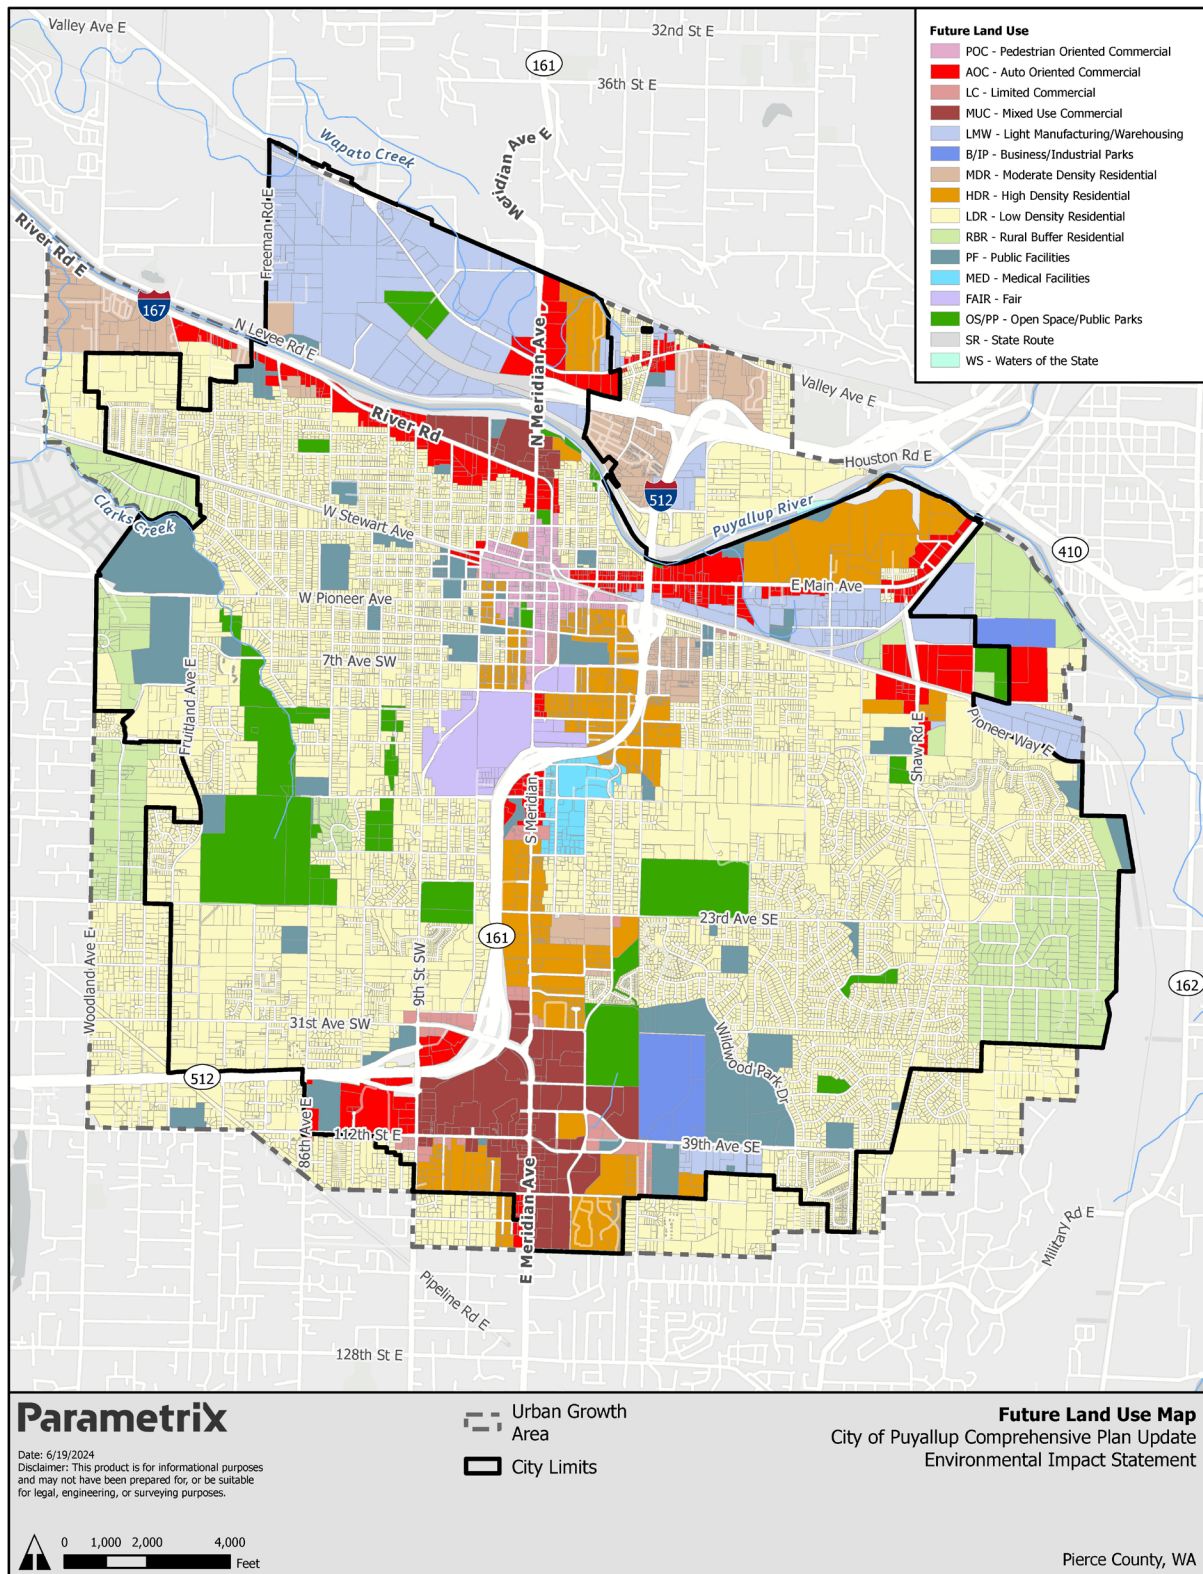 Valley Ave E
32nd St E
161
36th St E
Wapato Creek
Meridian Ave E
Future Land Use
POC - Pedestrian Oriented Commercial
AOC - Auto Oriented Commercial
LC - Limited Commercial
MUC - Mixed Use Commercial
LMW - Light Manufacturing/Warehousing
B/IP - Business/Industrial Parks
MDR - Moderate Density Residential
HDR - High Density Residential
LDR - Low Density Residential
RBR - Rural Buffer Residential
PF - Public Facilities
MED - Medical Facilities
FAIR - Fair
OS/PP - Open Space/Public Parks
SR - State Route
WS - Waters of the State
River Rd E
Freeman Rd E
167
N Levee Rd E
N Meridian Ave
Valley Ave E
River Rd
Houston Rd E
512
Clarks Creek
W Stewart Ave
Puyallup River
410
E Main Ave
W Pioneer Ave
7th Ave SW
Fruitland Ave E
Pioneer Way E
Shaw Rd E
S Meridian
23rd Ave SE
161
Woodland Ave E
9th St SW
162
31st Ave SW
Wildwood Park Dr
512
86th Ave E
112th St E
39th Ave SE
E Meridian Ave
Military Rd E
Pipeline Rd E
128th St E
Parametrix
Date: 6/19/2024
Disclaimer: This product is for informational purposes
and may not have been prepared for, or be suitable
for legal, engineering, or surveying purposes.
0 1,000 2,000 4,000
Feet
Urban Growth
Area
City Limits
Future Land Use Map
City of Puyallup Comprehensive Plan Update
Environmental Impact Statement
Pierce County, WA